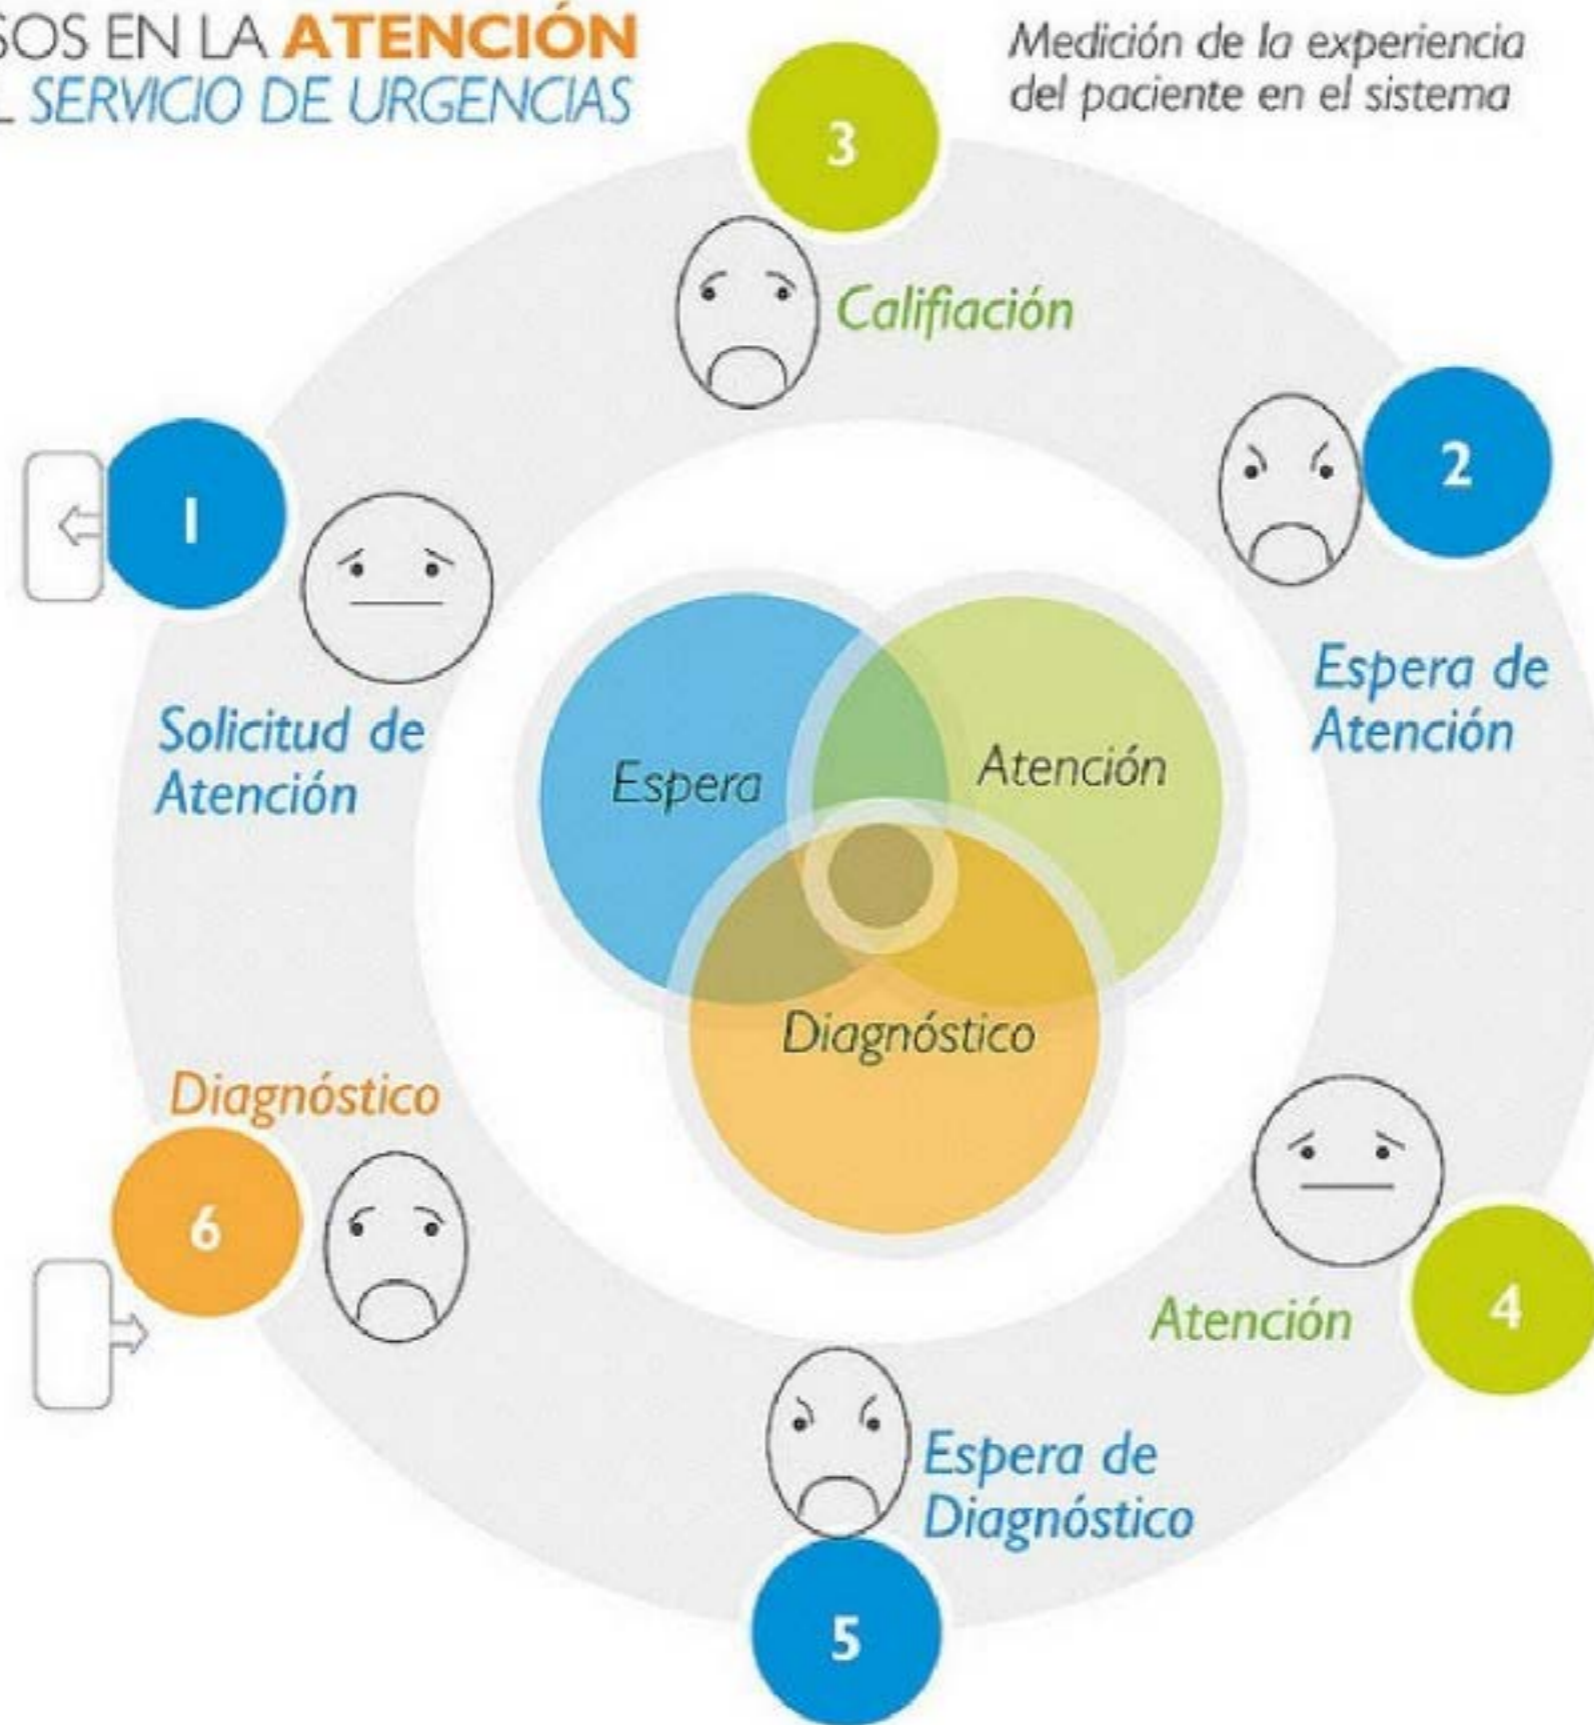 SOS EN LA ATENCIÓN
L SERVICIO DE URGENCIAS
Medición de la experiencia
del paciente en el sistema
3
Califiación
1
2
Solicitud de
Atención
Espera de
Atención
Espera
Atención
Diagnóstico
Diagnóstico
6
Atención
4
Espera de
Diagnóstico
5